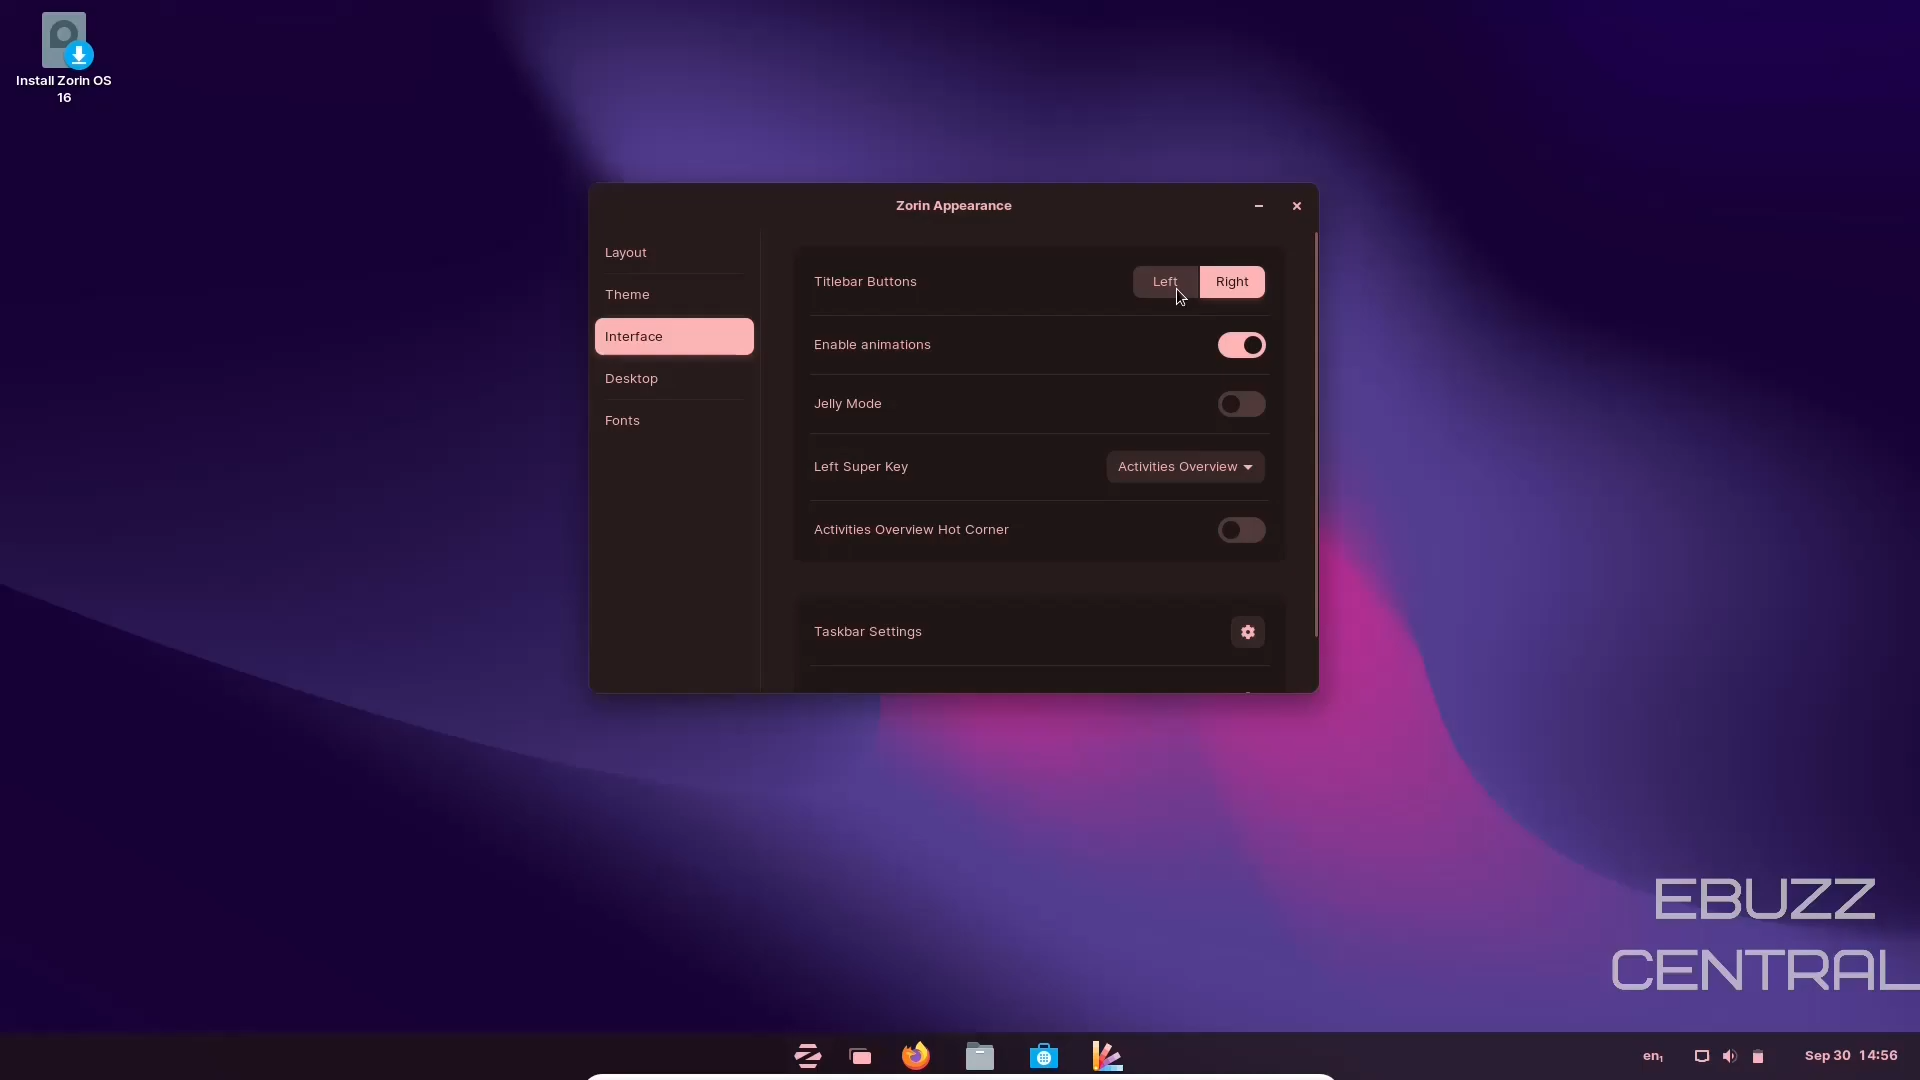 Install Zorin OS
16
Zorin Appearance
Layout
Theme
Interface
Desktop
Fonts
Titlebar Buttons
Left
Right
Enable animations
Jelly Mode
Left Super Key
Activities Overview
Activities Overview Hot Corner
Taskbar Settings
EBUZZ
CENTRAL
en₁
Sep 30 14:56